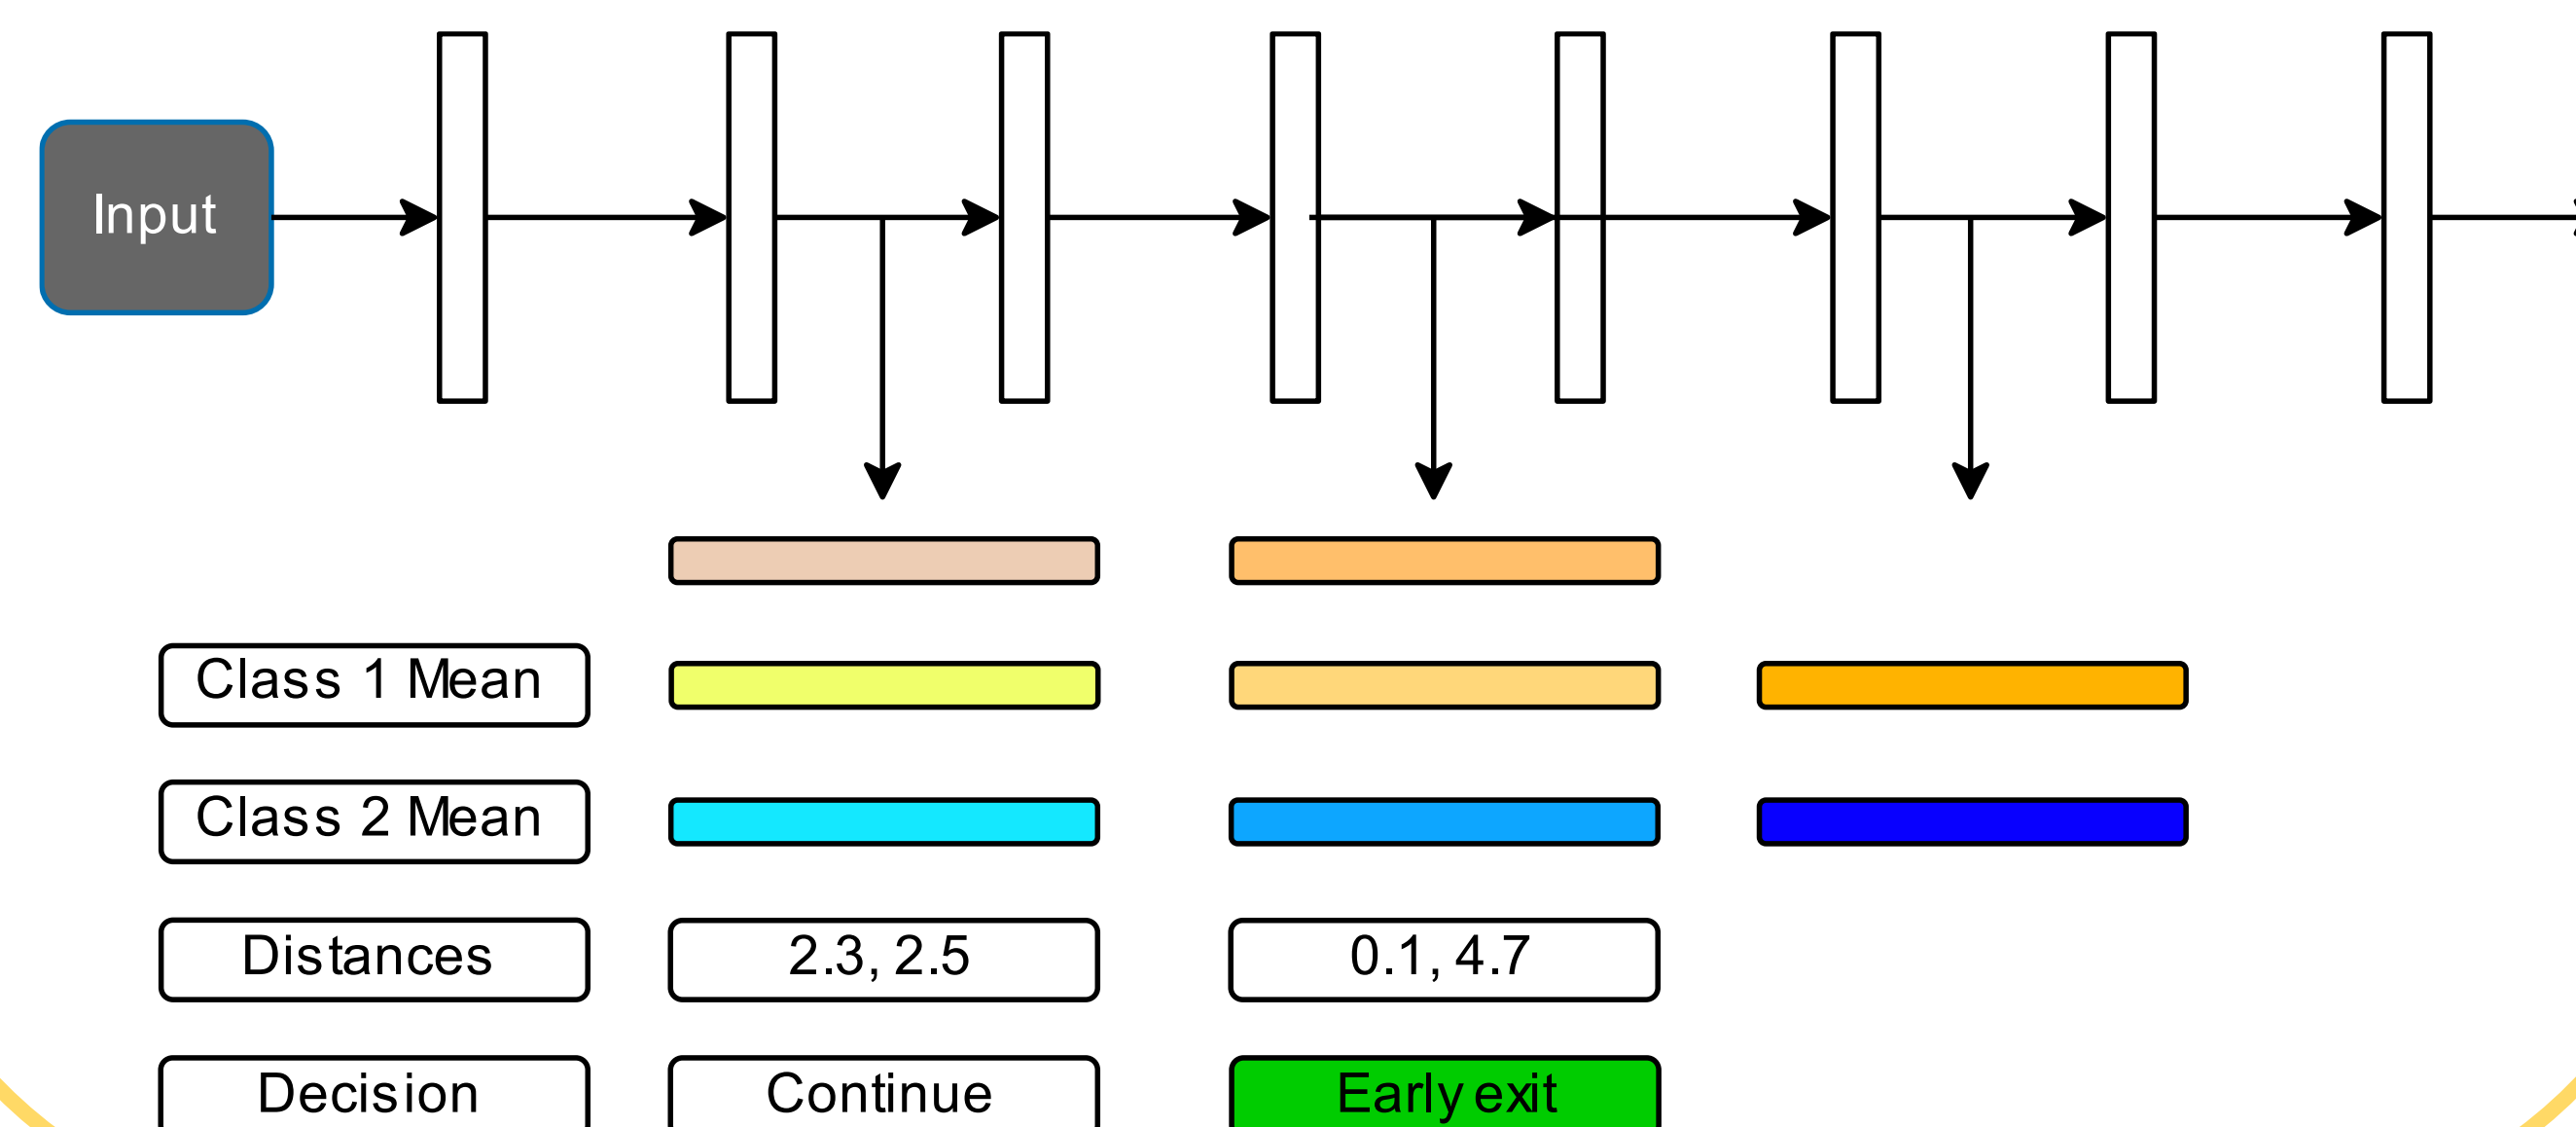 Input
Class 1 Mean
Class 2 Mean
Distances 2.3, 2.5 0.1, 4.7
Decision Continue Early exit